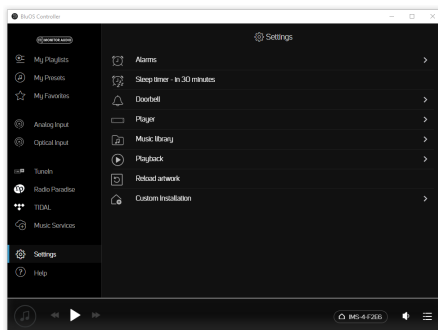 BluOS Controller
MONITOR AUDIO
Settings
My Playlists
My Presets
My Favorites
Analog Input
Optical Input
TuneIn
Radio Paradise
TIDAL
Music Services
Settings
Help
Alarms
Sleep timer - in 30 minutes
Doorbell
Player
Music library
Playback
Reload artwork
Custom Installation
IMS-4-F2E6